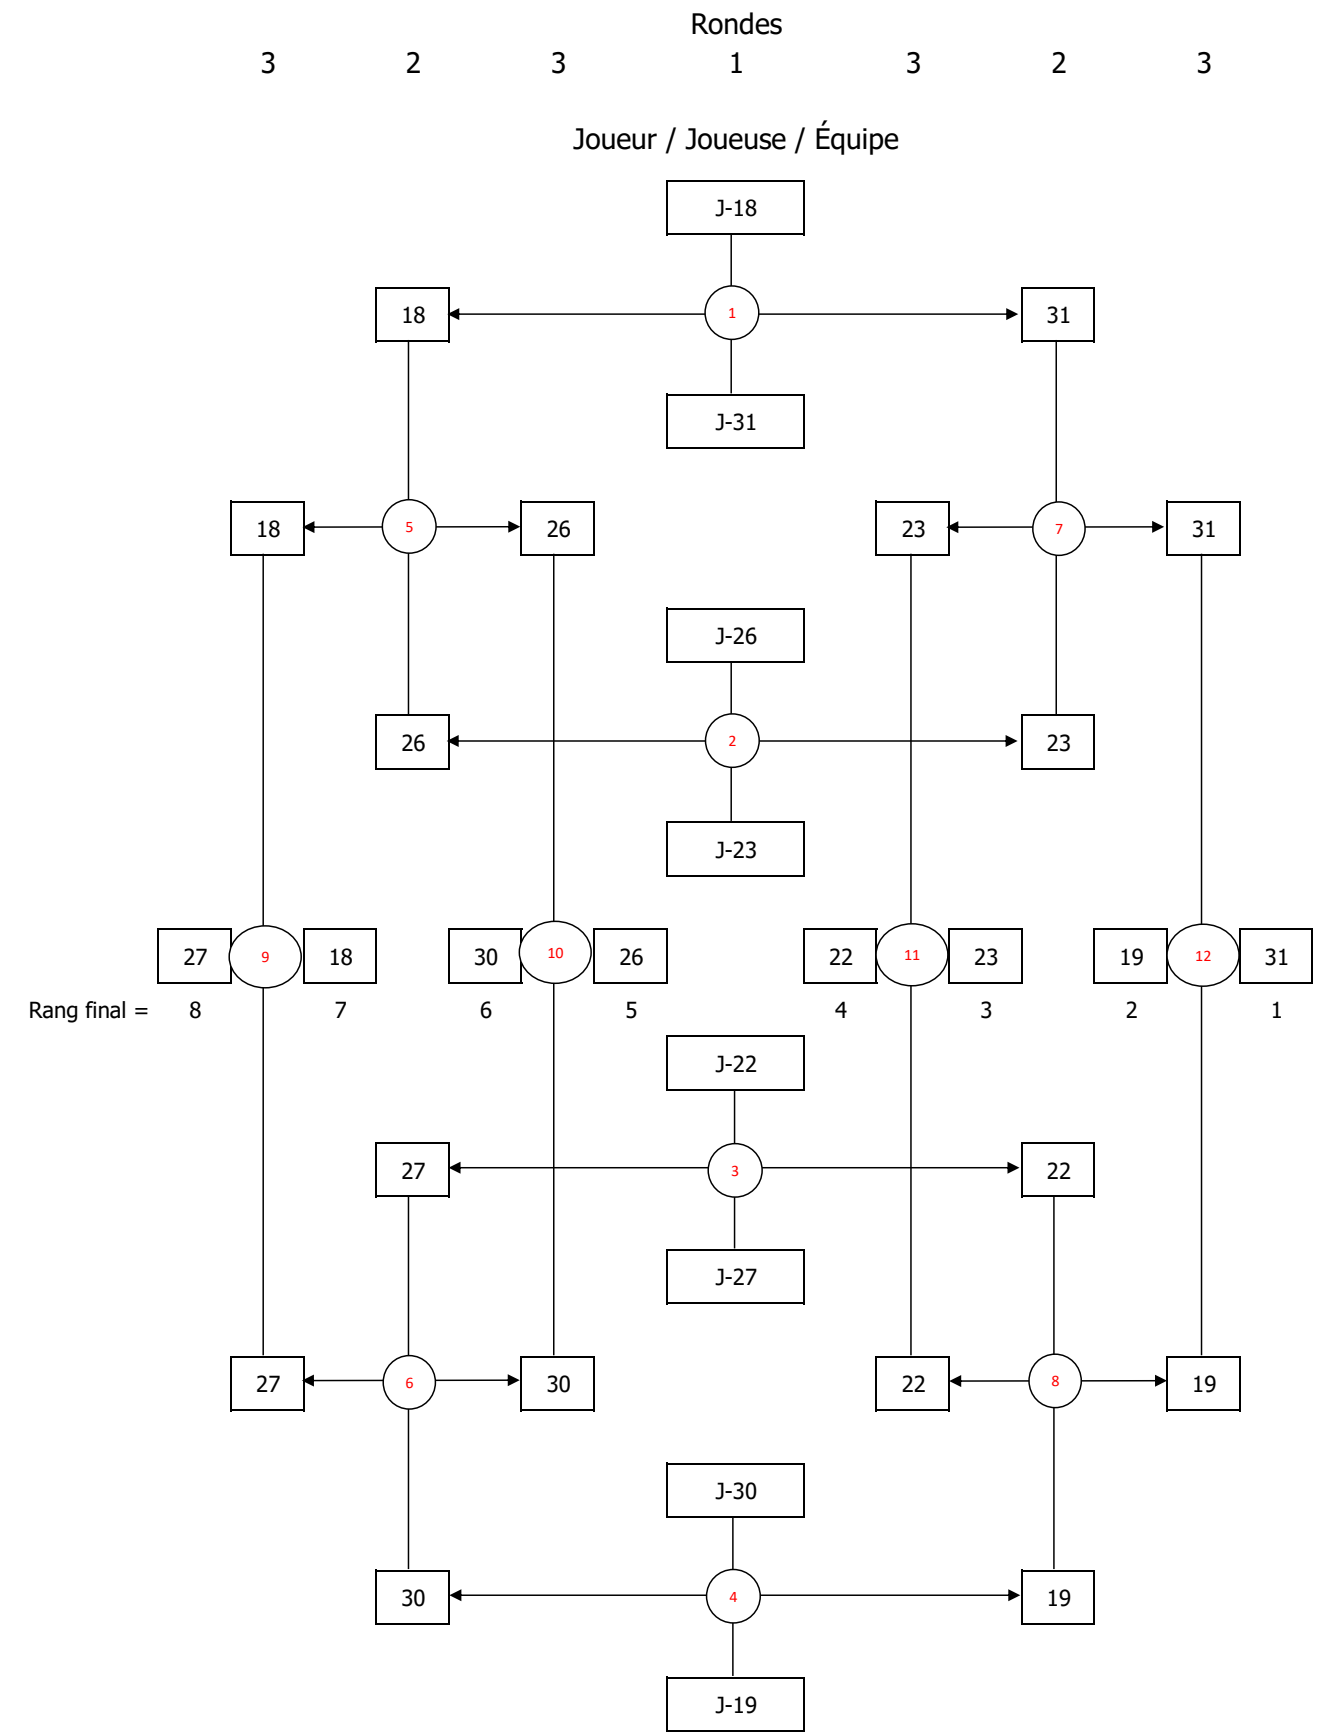 Rondes
3 2 3 1 3 2 3
Joueur / Joueuse / Équipe
J-18
18 1 31
J-31
18 5 26 23 7 31
J-26
26 2 23
J-23
27 9 18 30 10 26 22 11 23 19 12 31
Rang final = 8 7 6 5 4 3 2 1
J-22
27 3 22
J-27
27 6 30 22 8 19
J-30
30 4 19
J-19